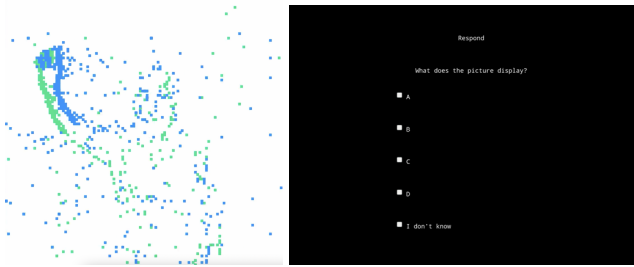 Respond
What does the picture display?
A
B
C
D
I don't know